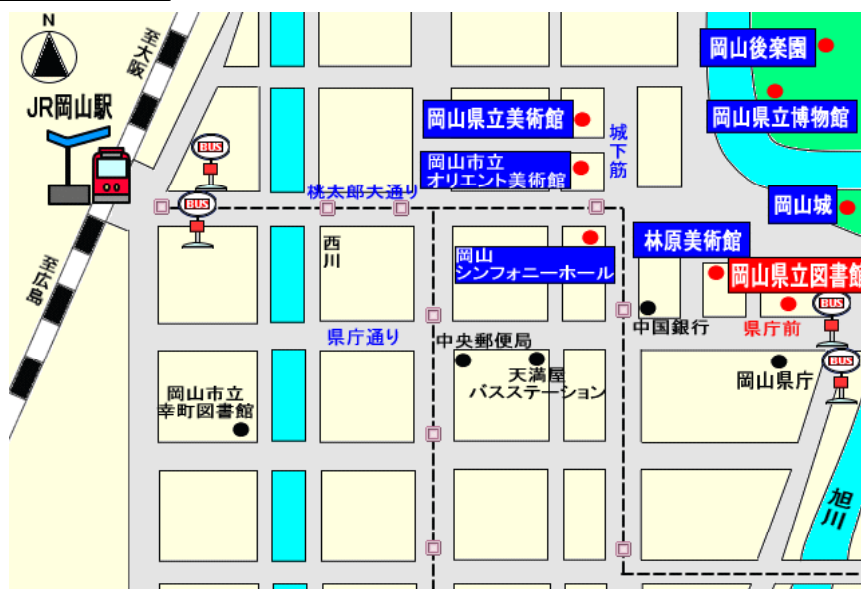 N
至大阪
JR岡山駅
BUS
BUS
至広島
桃太郎大通り
西川
県庁通り
岡山市立
幸町図書館
岡山県立美術館
岡山市立
オリエント美術館
城下筋
岡山
シンフォニーホール
中央郵便局
天満屋
バスステーション
岡山後楽園
岡山県立博物館
岡山城
林原美術館
岡山県立図書館
BUS
中国銀行
県庁前
BUS
岡山県庁
旭川